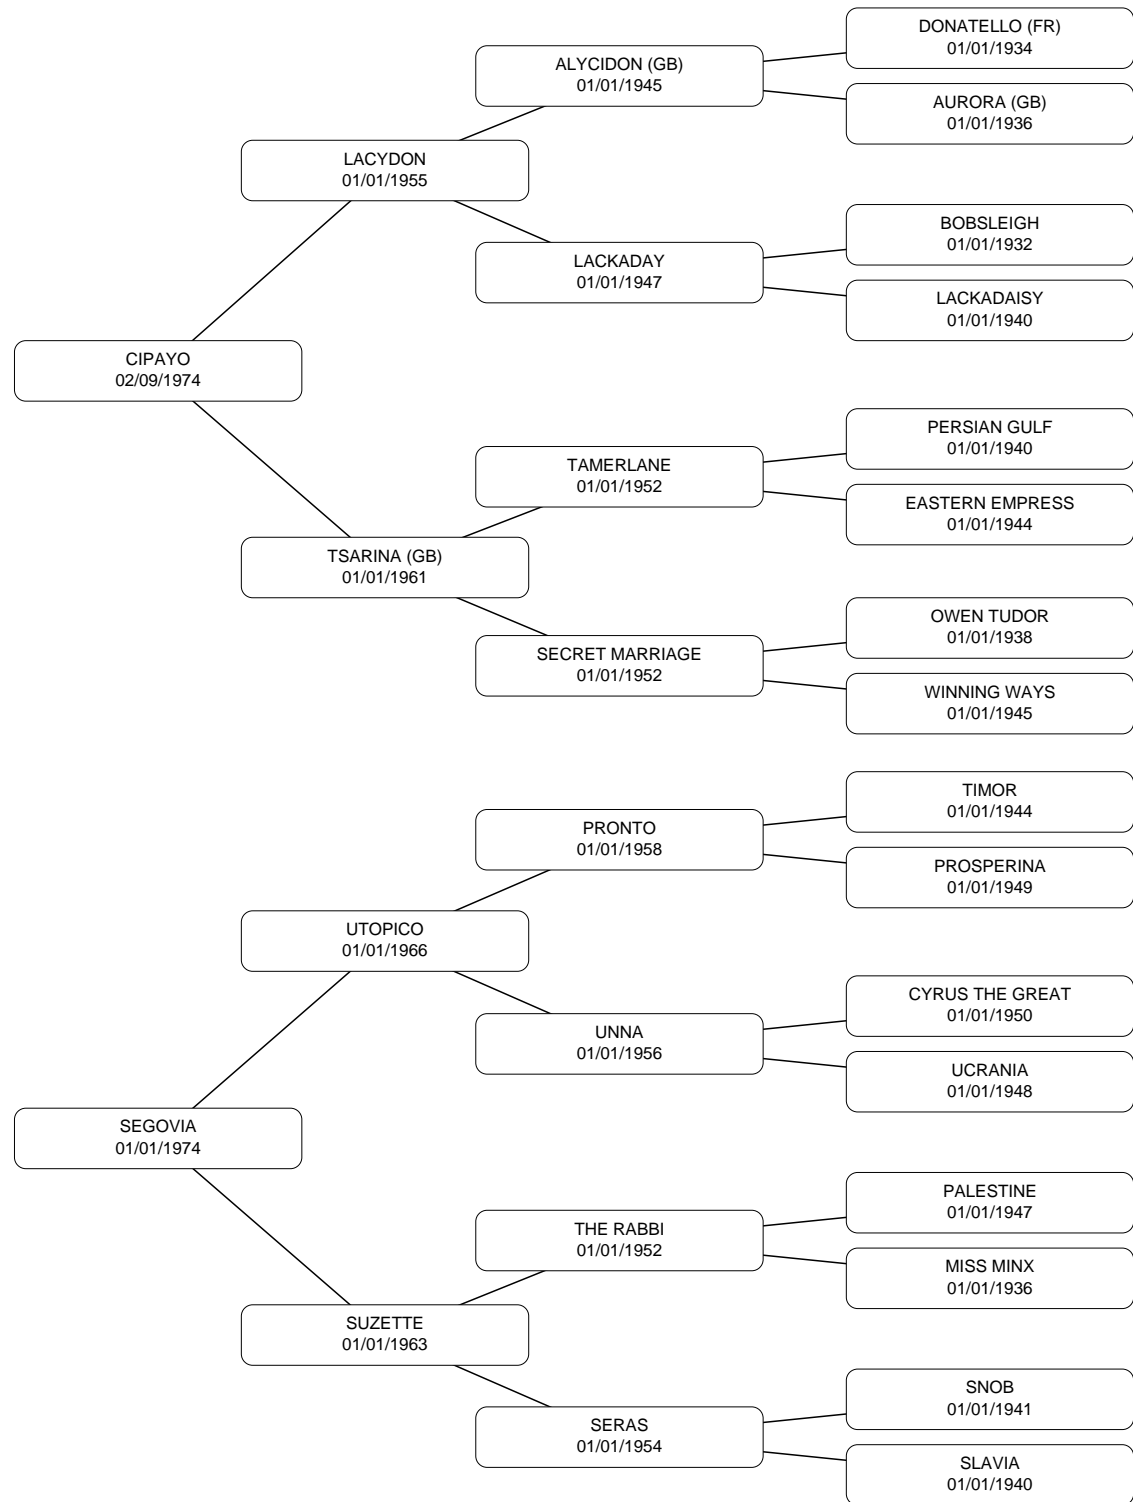 DONATELLO (FR)
01/01/1934
ALYCIDON (GB)
01/01/1945
AURORA (GB)
01/01/1936
LACYDON
01/01/1955
BOBSLEIGH
01/01/1932
LACKADAY
01/01/1947
LACKADAISY
01/01/1940
CIPAYO
02/09/1974
PERSIAN GULF
01/01/1940
TAMERLANE
01/01/1952
EASTERN EMPRESS
01/01/1944
TSARINA (GB)
01/01/1961
OWEN TUDOR
01/01/1938
SECRET MARRIAGE
01/01/1952
WINNING WAYS
01/01/1945
TIMOR
01/01/1944
PRONTO
01/01/1958
PROSPERINA
01/01/1949
UTOPICO
01/01/1966
CYRUS THE GREAT
01/01/1950
UNNA
01/01/1956
UCRANIA
01/01/1948
SEGOVIA
01/01/1974
PALESTINE
01/01/1947
THE RABBI
01/01/1952
MISS MINX
01/01/1936
SUZETTE
01/01/1963
SNOB
01/01/1941
SERAS
01/01/1954
SLAVIA
01/01/1940